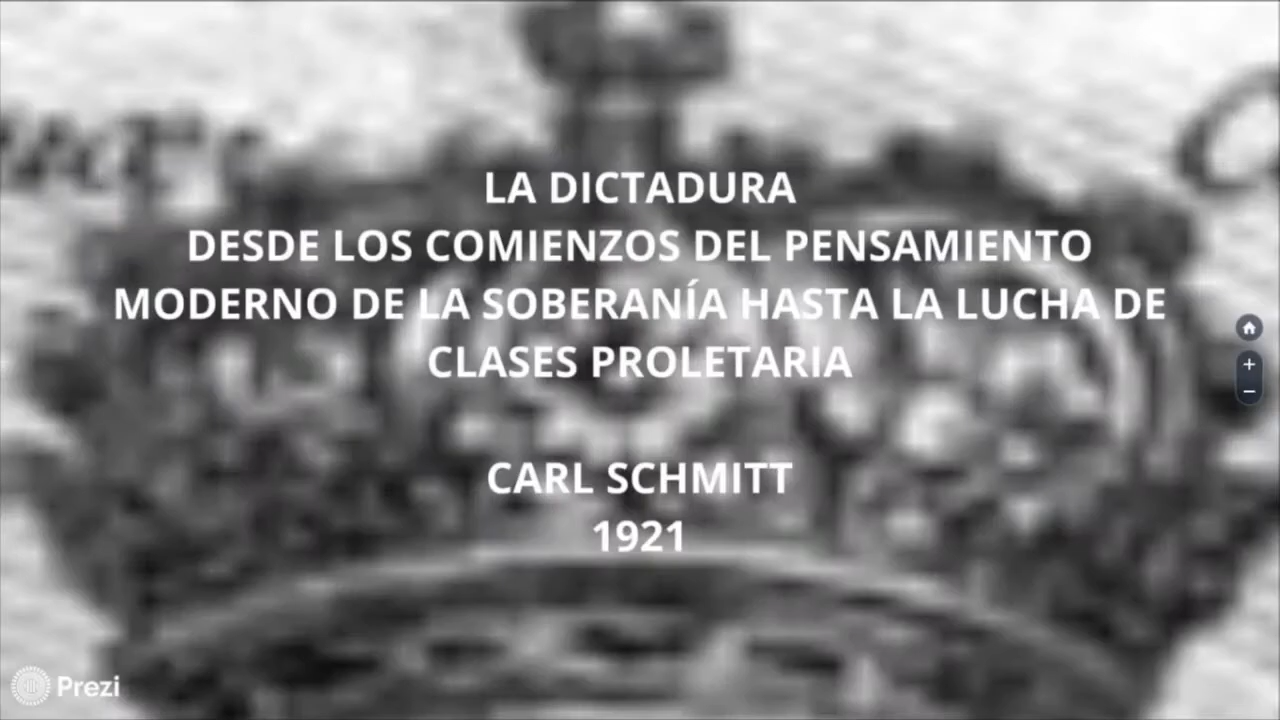 LA DICTADURA
DESDE LOS COMIENZOS DEL PENSAMIENTO
MODERNO DE LA SOBERANÍA HASTA LA LUCHA DE
CLASES PROLETARIA
CARL SCHMITT
1921
Prezi